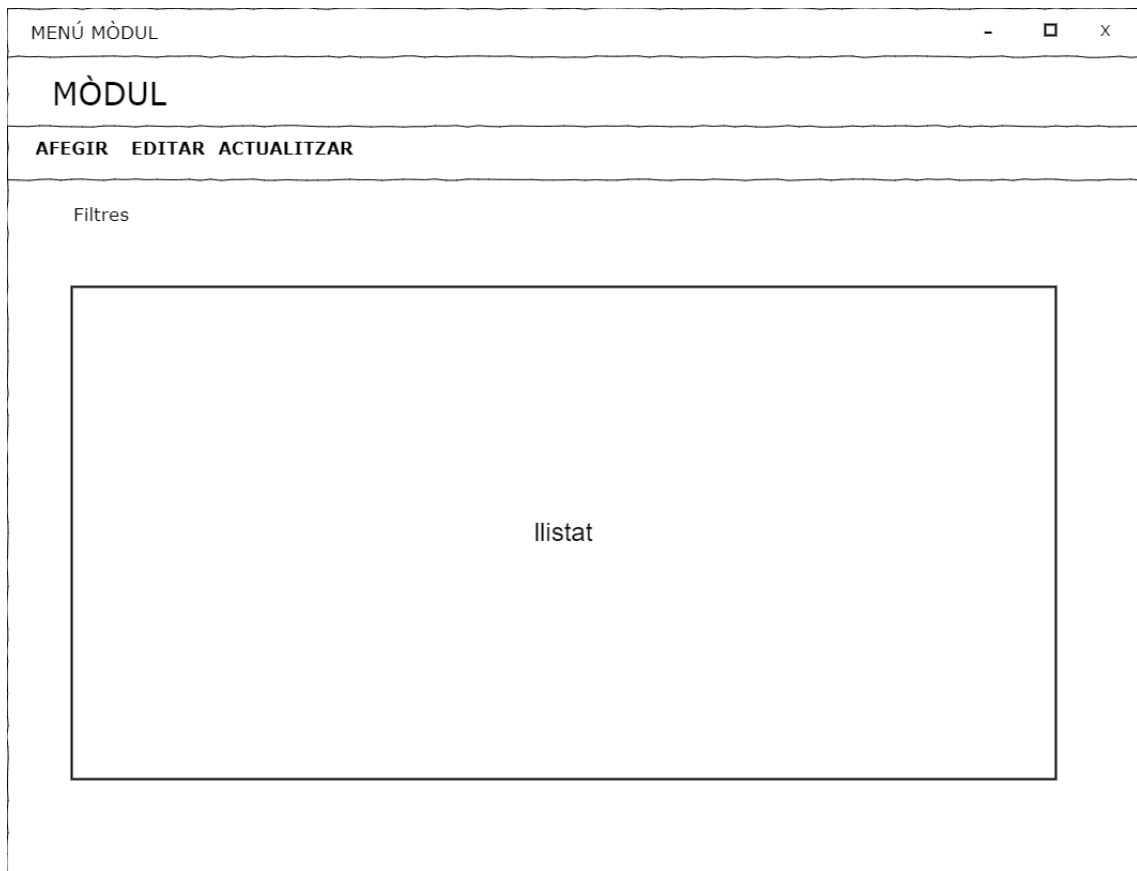 MENÚ MÒDUL - X
MÒDUL
AFEGIR EDITAR ACTUALITZAR
Filtres
llistat